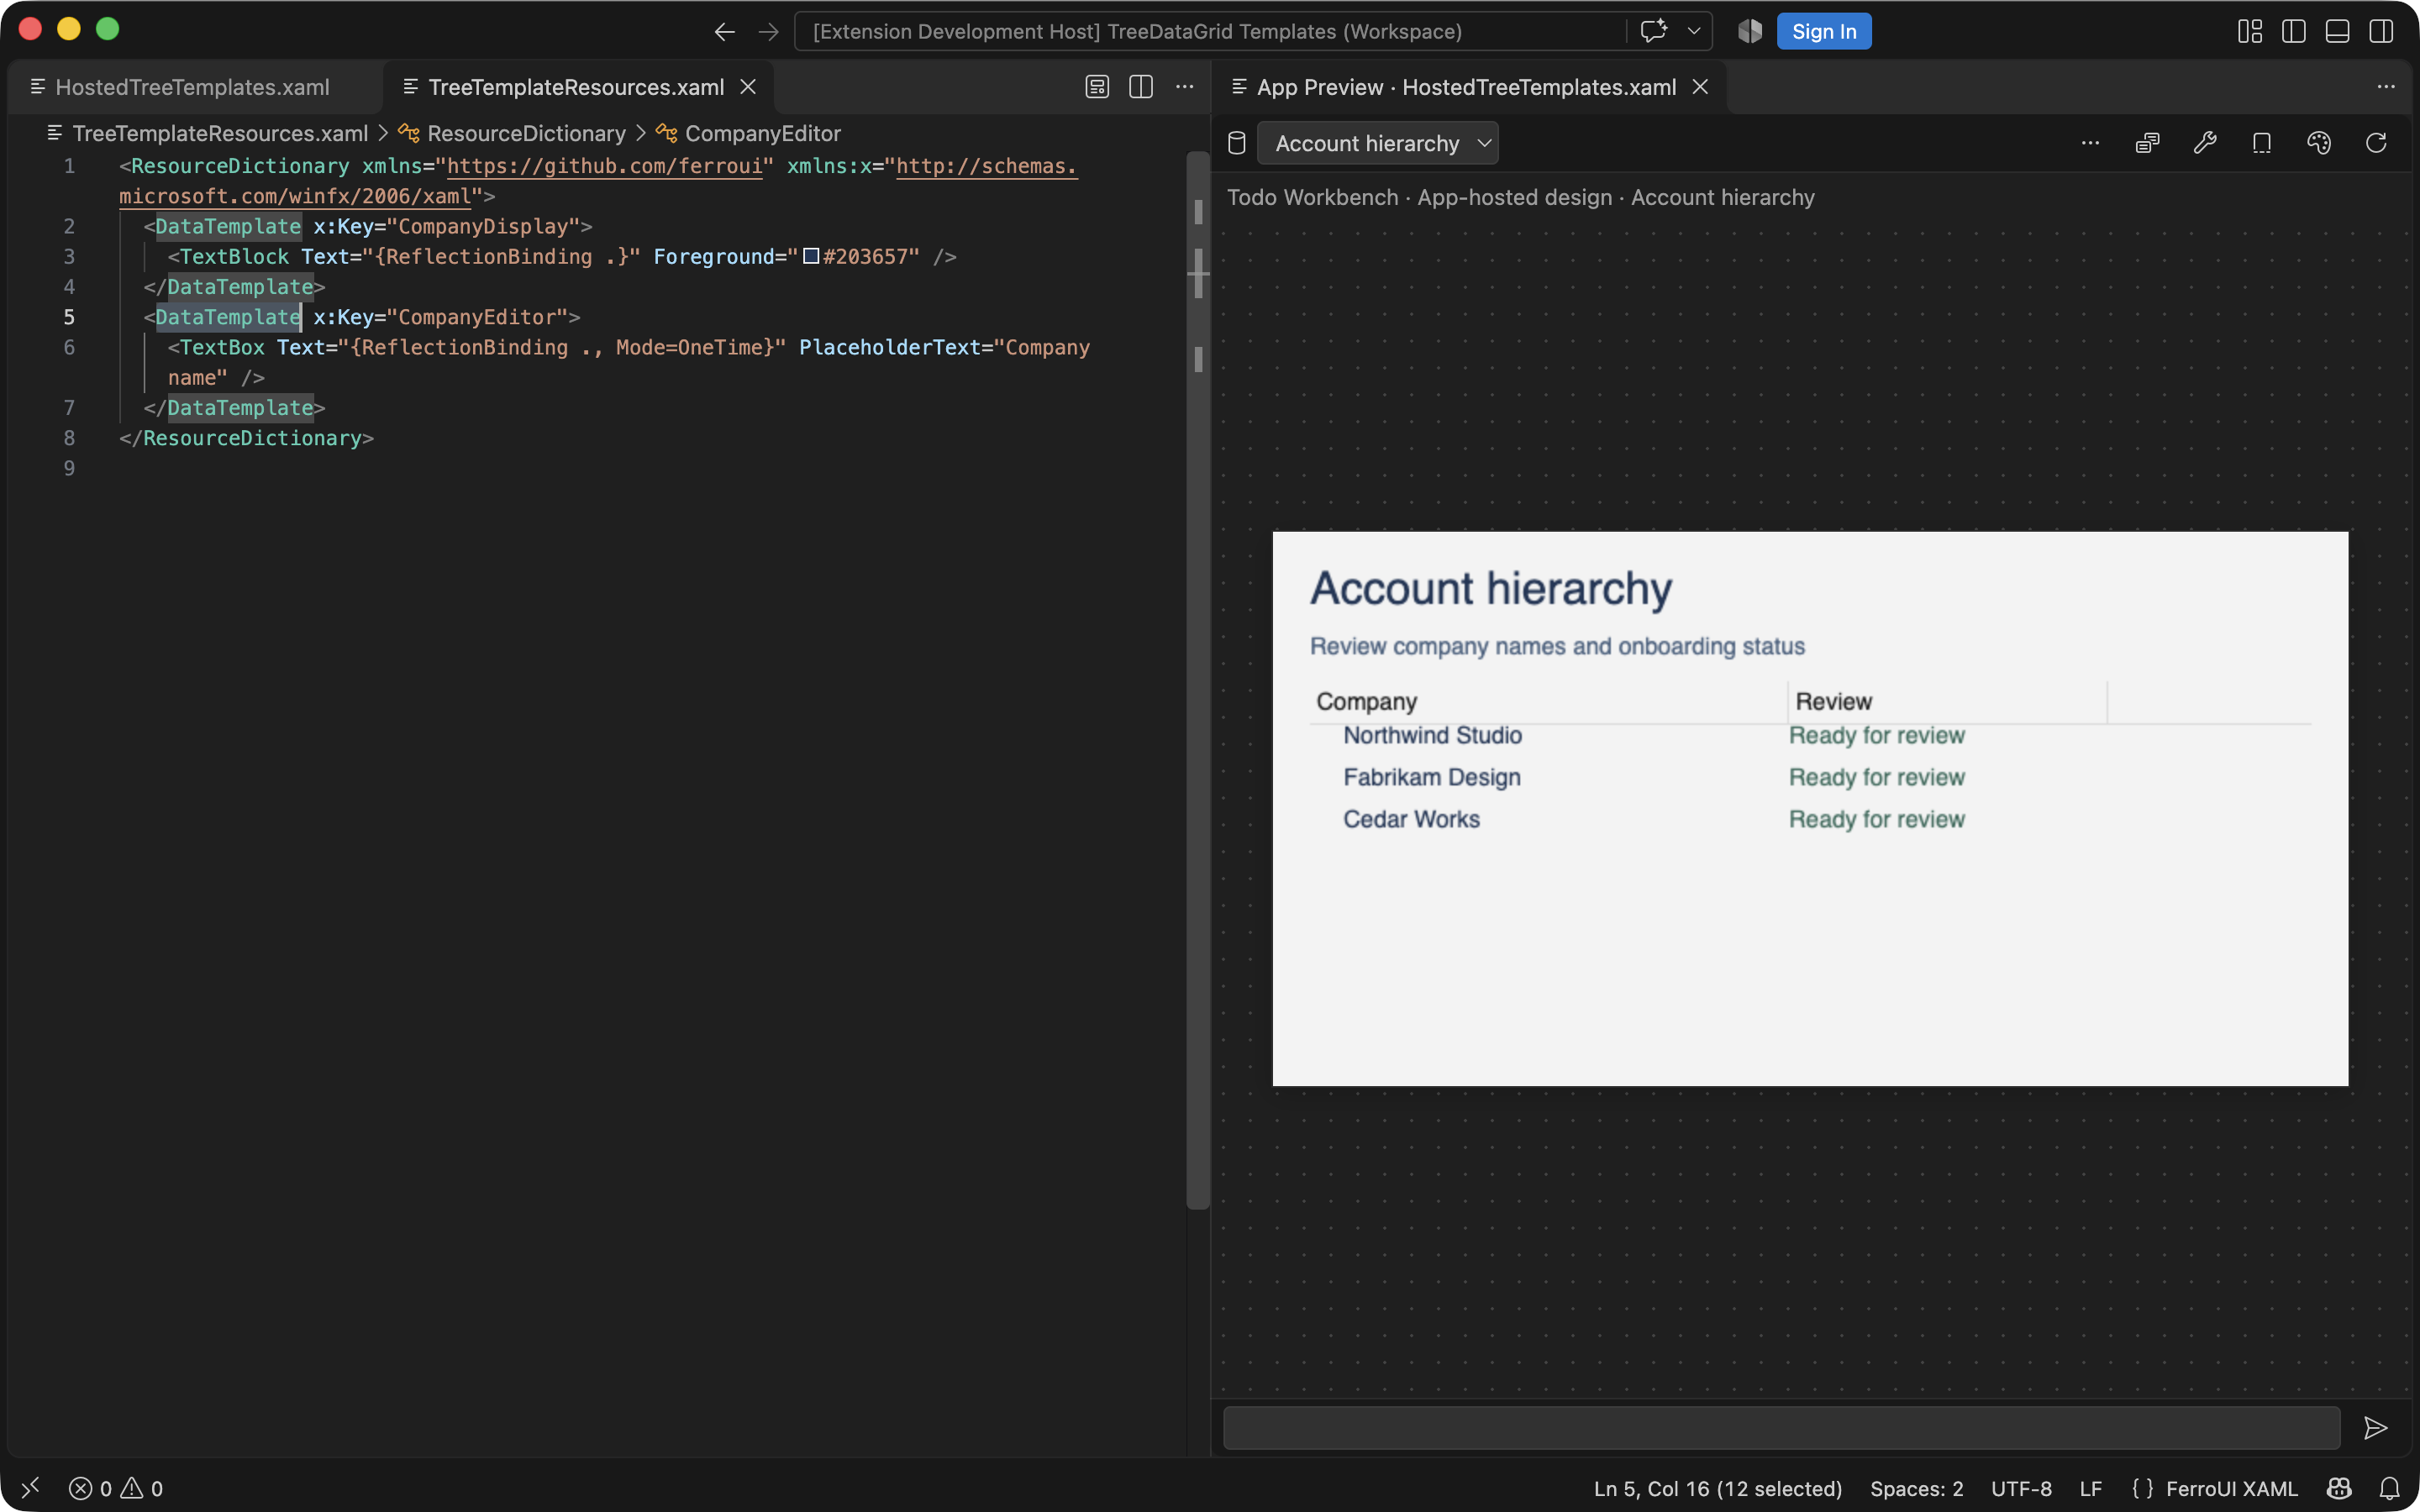 [Extension Development Host] TreeDataGrid Templates (Workspace)
Sign In
HostedTreeTemplates.xaml
TreeTemplateResources.xaml
App Preview · HostedTreeTemplates.xaml
TreeTemplateResources.xaml > ResourceDictionary > CompanyEditor
Account hierarchy
Todo Workbench · App-hosted design · Account hierarchy
1 <ResourceDictionary xmlns="https://github.com/ferroui" xmlns:x="http://schemas.
microsoft.com/winfx/2006/xaml">
2 <DataTemplate x:Key="CompanyDisplay">
3 <TextBlock Text="{ReflectionBinding .}" Foreground="#203657" />
4 </DataTemplate>
5 <DataTemplate x:Key="CompanyEditor">
6 <TextBox Text="{ReflectionBinding ., Mode=OneTime}" PlaceholderText="Company
name" />
7 </DataTemplate>
8 </ResourceDictionary>
9
Account hierarchy
Review company names and onboarding status
Company Review
Northwind Studio Ready for review
Fabrikam Design Ready for review
Cedar Works Ready for review
0 0
Ln 5, Col 16 (12 selected) Spaces: 2 UTF-8 LF { } FerroUI XAML